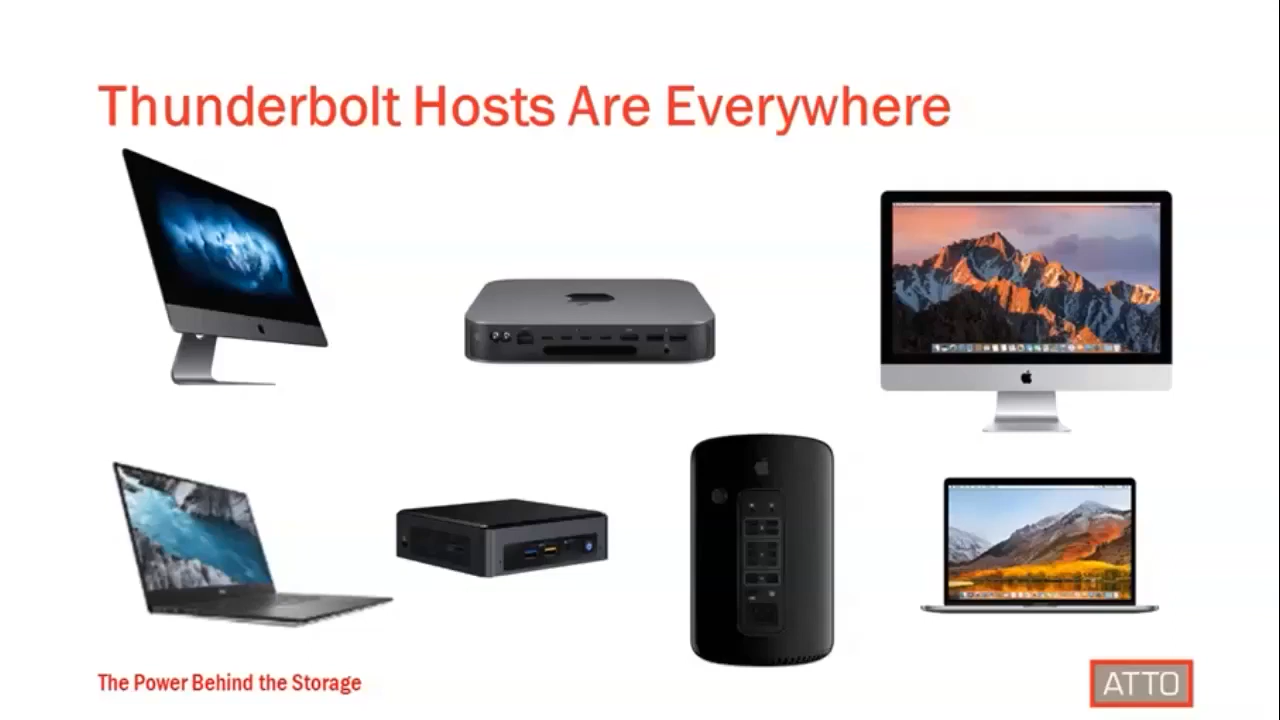 Thunderbolt Hosts Are Everywhere
The Power Behind the Storage
ATTO